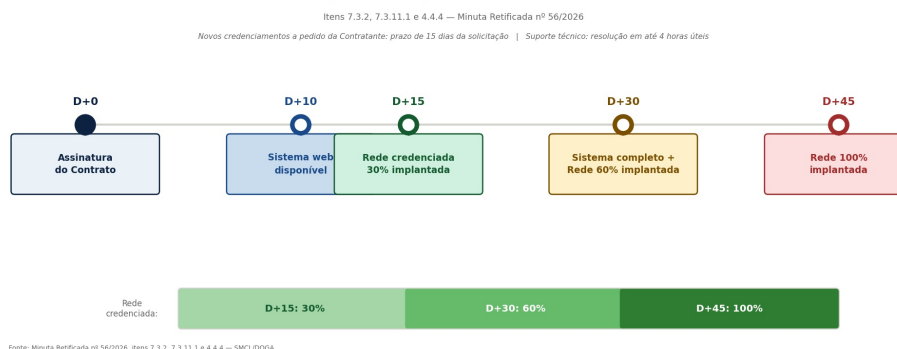 Itens 7.3.2, 7.3.11.1 e 4.4.4 — Minuta Retificada nº 56/2026
Novos credenciamentos a pedido da Contratante: prazo de 15 dias da solicitação | Suporte técnico: resolução em até 4 horas úteis
D+0
D+10
D+15
D+30
D+45
Assinatura
do Contrato
Sistema web
disponível
Rede credenciada
30% implantada
Sistema completo +
Rede 60% implantada
Rede 100%
implantada
Rede
credenciada:
D+15: 30%
D+30: 60%
D+45: 100%
Fonte: Minuta Retificada nº 56/2026, itens 7.3.2, 7.3.11.1 e 4.4.4 — SMCL/DOGA